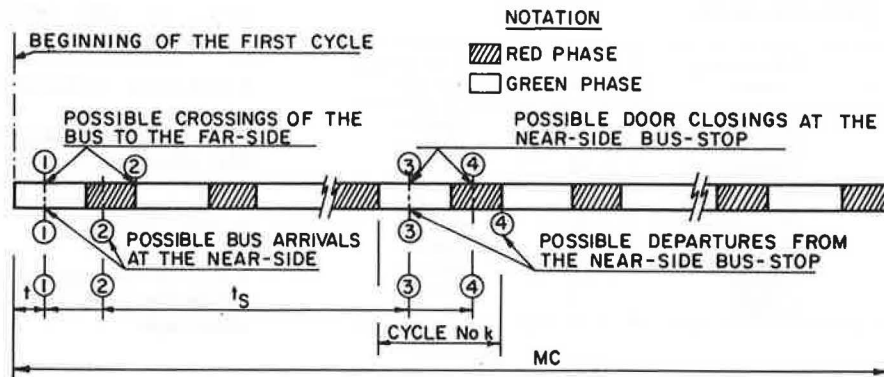 NOTATION
BEGINNING OF THE FIRST CYCLE
RED PHASE
GREEN PHASE
POSSIBLE CROSSINGS OF THE
BUS TO THE FAR-SIDE
POSSIBLE DOOR CLOSINGS AT THE
NEAR-SIDE BUS-STOP
1
2
3
4
1
2
3
4
POSSIBLE BUS ARRIVALS
AT THE NEAR-SIDE
POSSIBLE DEPARTURES FROM
THE NEAR-SIDE BUS-STOP
t
1
2
tS
3
4
CYCLE No k
MC